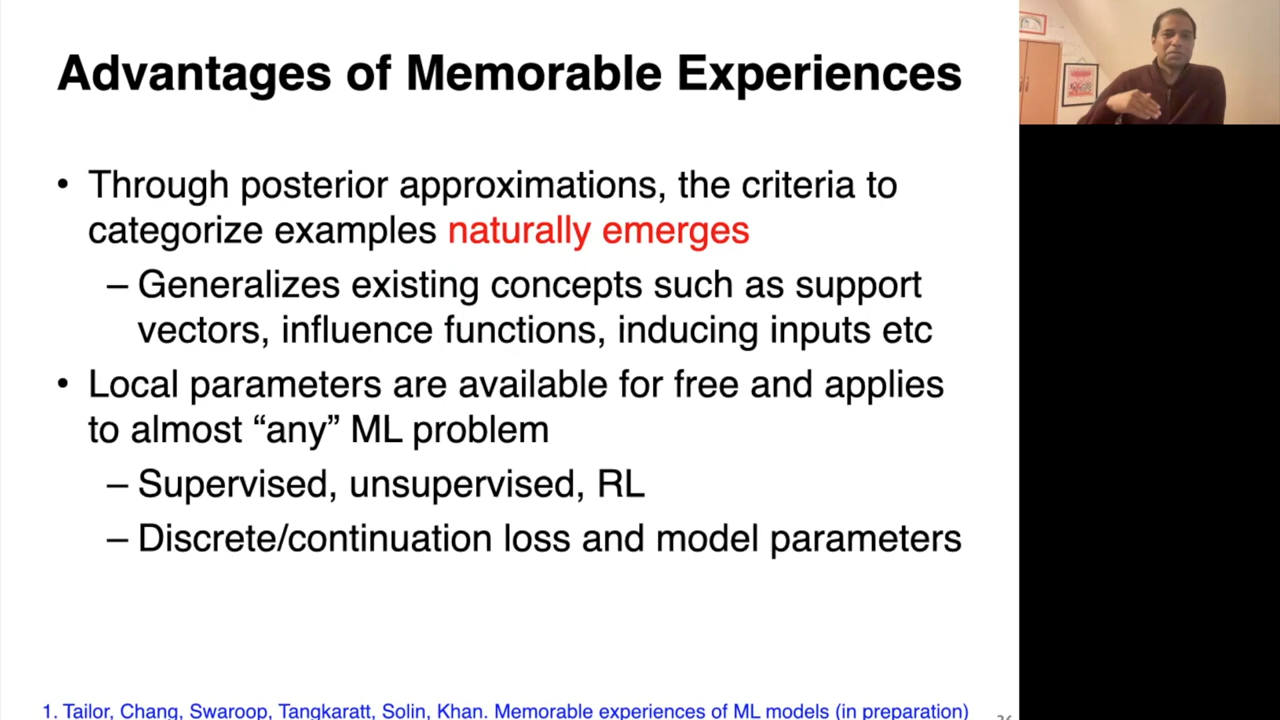 Advantages of Memorable Experiences
• Through posterior approximations, the criteria to
categorize examples naturally emerges
– Generalizes existing concepts such as support
vectors, influence functions, inducing inputs etc
• Local parameters are available for free and applies
to almost “any” ML problem
– Supervised, unsupervised, RL
– Discrete/continuation loss and model parameters
1. Tailor, Chang, Swaroop, Tangkaratt, Solin, Khan. Memorable experiences of ML models (in preparation)